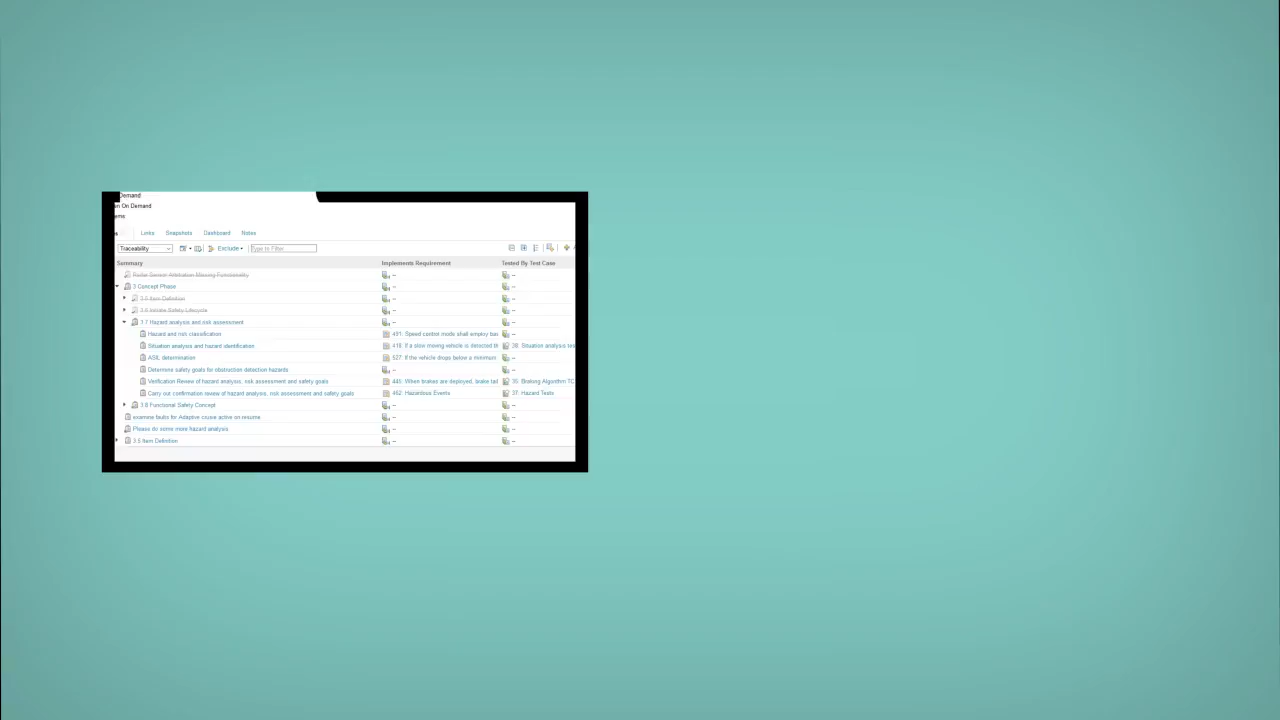 Demand
on On Demand
ems
s Links Snapshots Dashboard Notes
Traceability Exclude Type to Filter
Summary Implements Requirement Tested By Test Case
Radar Sensor Arbitration Missing Functionality -- --
3 Concept Phase -- --
3.5 Item Definition -- --
3.6 Initiate Safety Lifecycle -- --
3.7 Hazard analysis and risk assessment -- --
Hazard and risk classification 491: Speed control mode shall employ bas --
Situation analysis and hazard identification 418: If a slow moving vehicle is detected th 38: Situation analysis tes
ASIL determination 527: If the vehicle drops below a minimum --
Determine safety goals for obstruction detection hazards -- --
Verification Review of hazard analysis, risk assessment and safety goals 445: When brakes are deployed, brake tail 35: Braking Algorithm TC
Carry out confirmation review of hazard analysis, risk assessment and safety goals 462: Hazardous Events 37: Hazard Tests
3.8 Functional Safety Concept -- --
examine faults for Adaptive cruise active on resume -- --
Please do some more hazard analysis -- --
3.5 Item Definition -- --